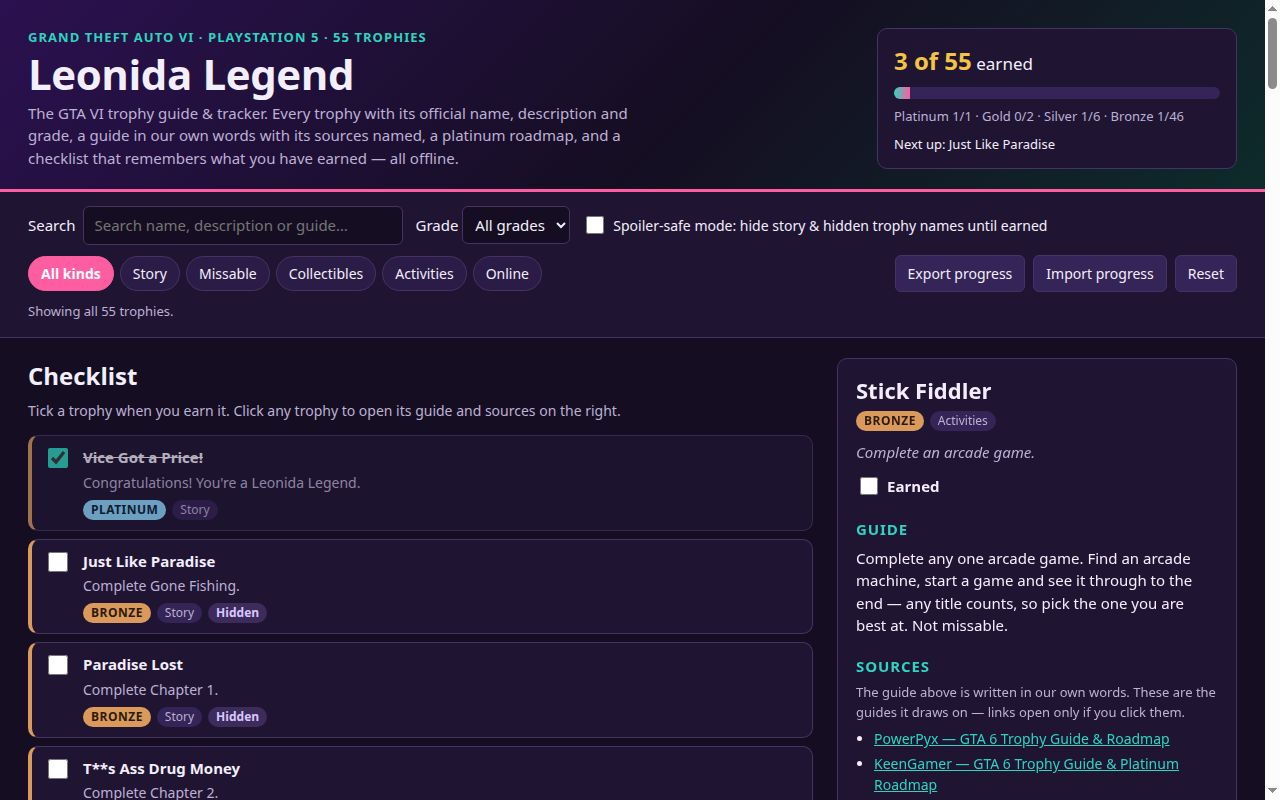 GRAND THEFT AUTO VI · PLAYSTATION 5 · 55 TROPHIES
Leonida Legend
The GTA VI trophy guide & tracker. Every trophy with its official name, description and
grade, a guide in our own words with its sources named, a platinum roadmap, and a
checklist that remembers what you have earned — all offline.
3 of 55 earned
Platinum 1/1 · Gold 0/2 · Silver 1/6 · Bronze 1/46
Next up: Just Like Paradise
Search
Search name, description or guide...
Grade
All grades
Spoiler-safe mode: hide story & hidden trophy names until earned
All kinds
Story
Missable
Collectibles
Activities
Online
Export progress
Import progress
Reset
Showing all 55 trophies.
Checklist
Tick a trophy when you earn it. Click any trophy to open its guide and sources on the right.
Vice Got a Price!
Congratulations! You're a Leonida Legend.
PLATINUM
Story
Just Like Paradise
Complete Gone Fishing.
BRONZE
Story
Hidden
Paradise Lost
Complete Chapter 1.
BRONZE
Story
Hidden
T**s Ass Drug Money
Complete Chapter 2.
Stick Fiddler
BRONZE
Activities
Complete an arcade game.
Earned
GUIDE
Complete any one arcade game. Find an arcade
machine, start a game and see it through to the
end — any title counts, so pick the one you are
best at. Not missable.
SOURCES
The guide above is written in our own words. These are the
guides it draws on — links open only if you click them.
PowerPyx — GTA 6 Trophy Guide & Roadmap
KeenGamer — GTA 6 Trophy Guide & Platinum
Roadmap